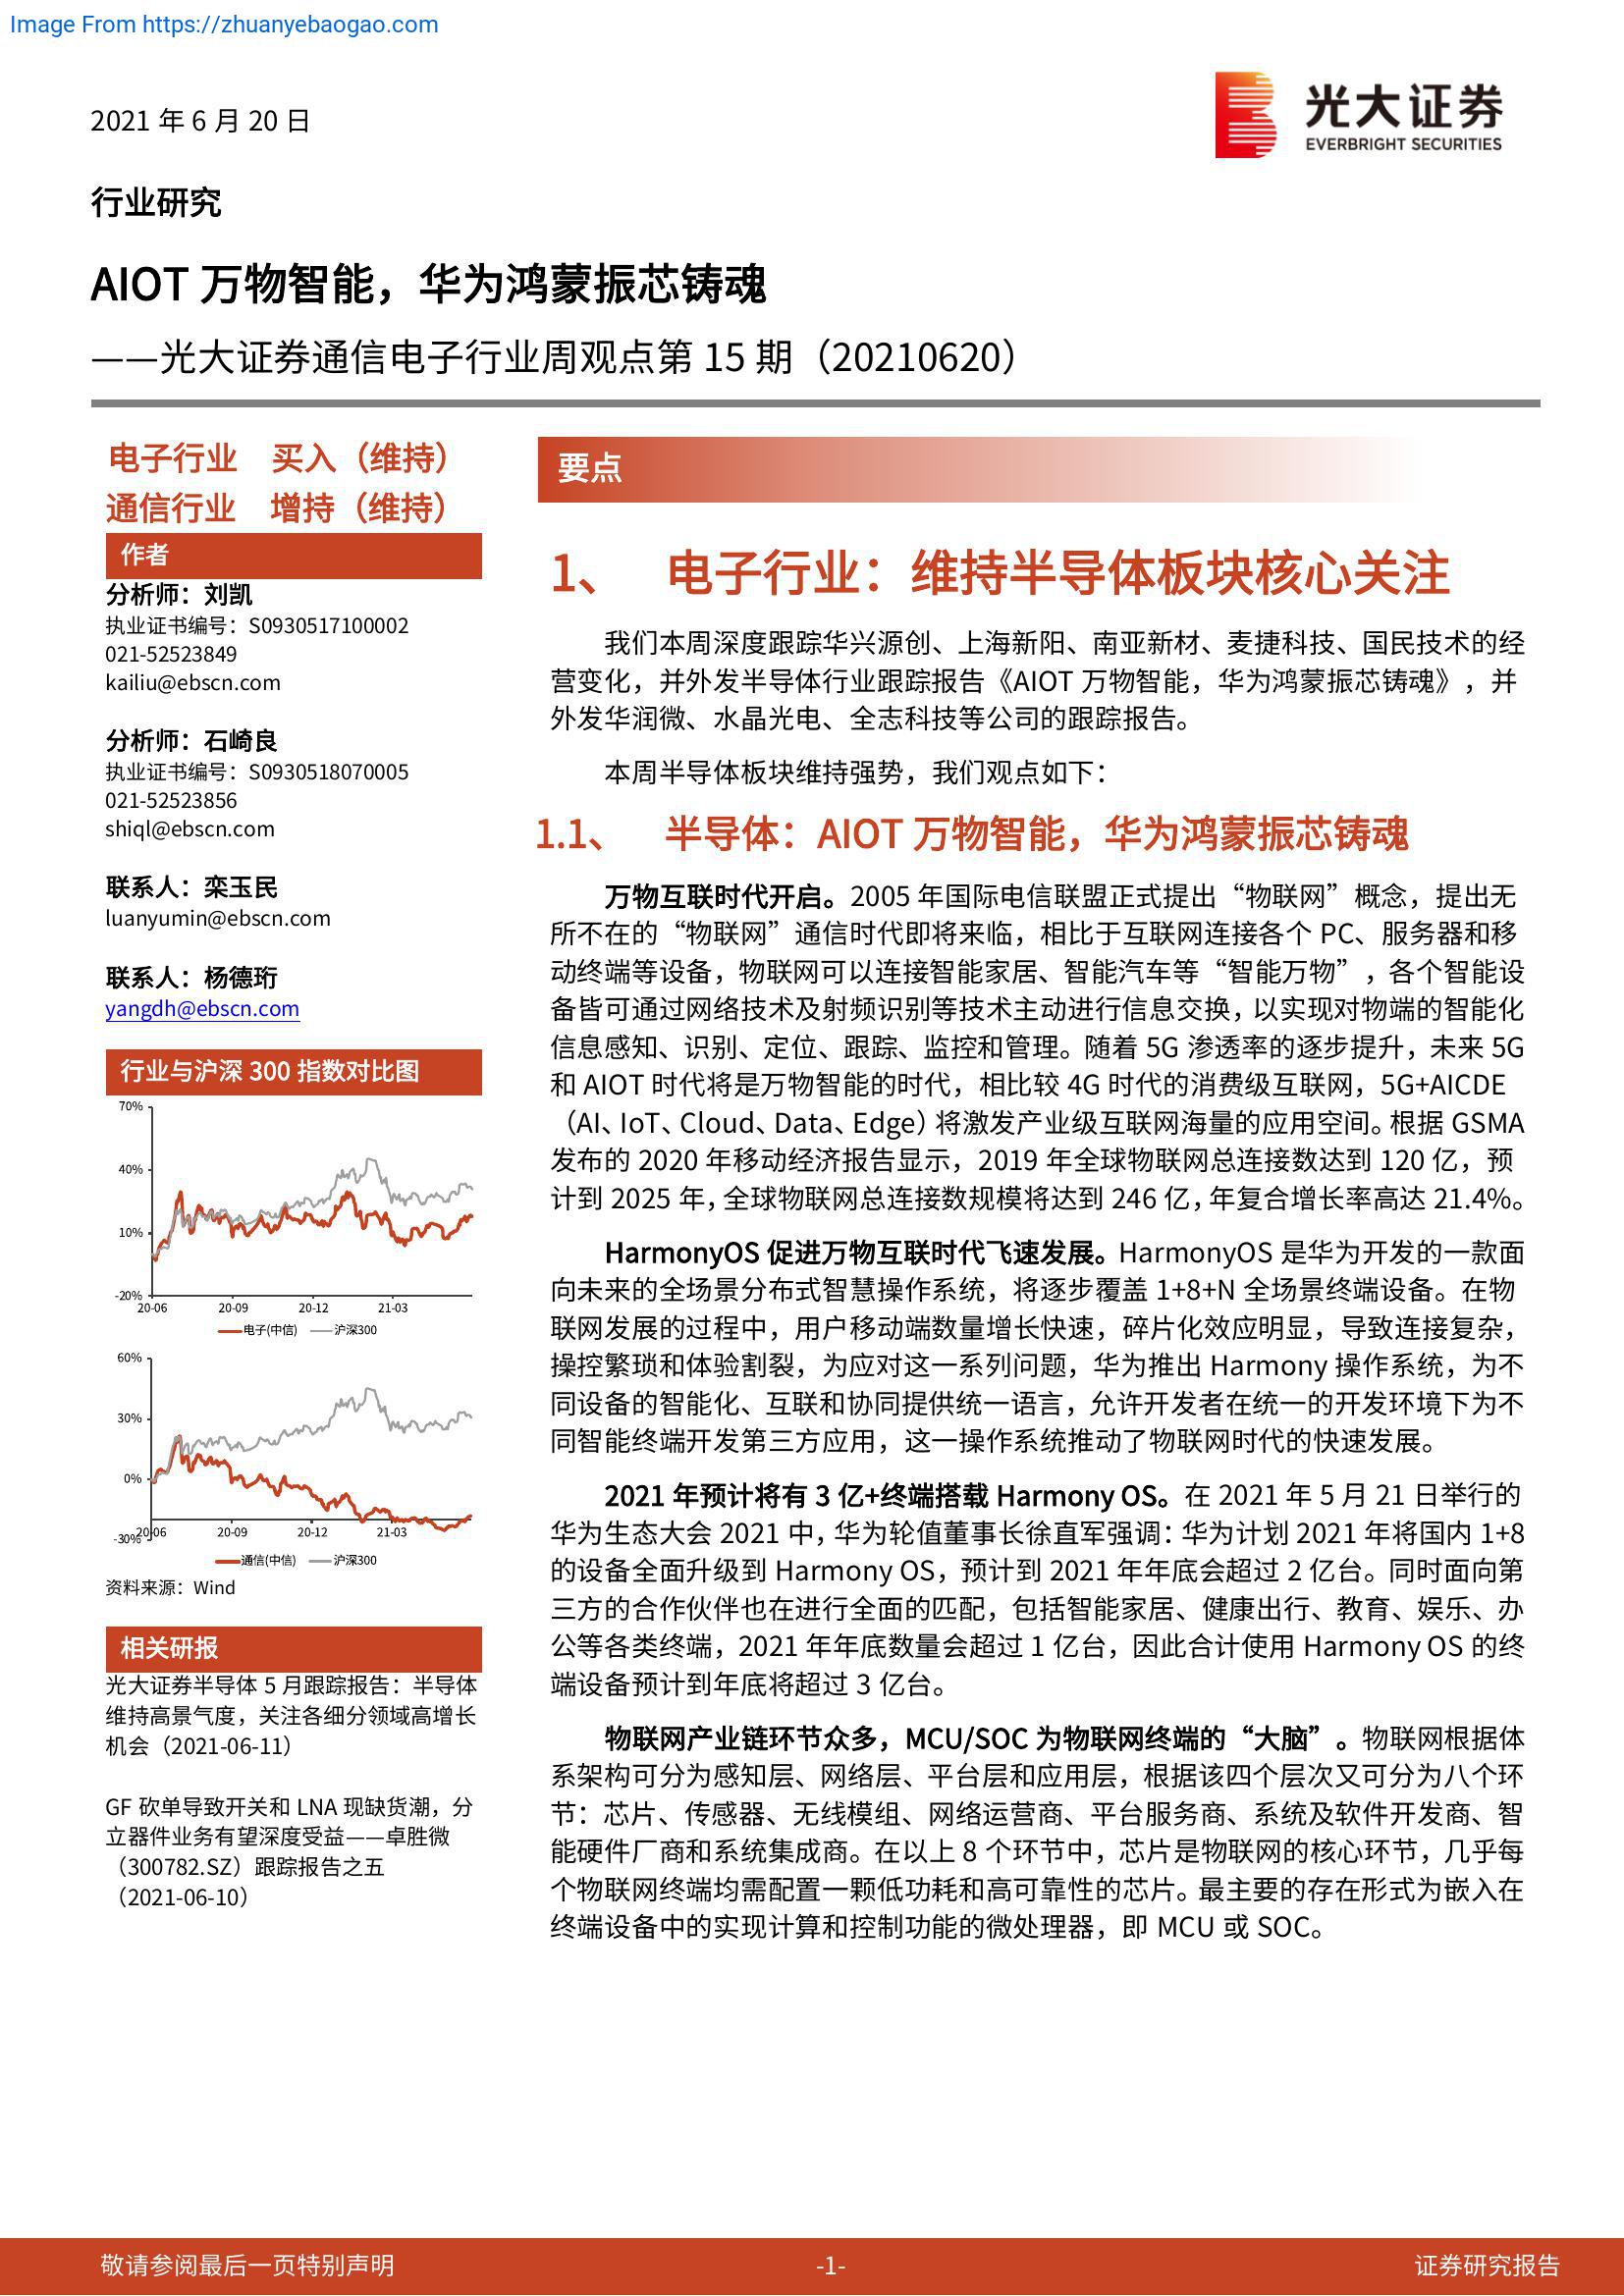 Image From https://zhuanyebaogao.com
光大证券
EVERBRIGHT SECURITIES
2021 年 6 月 20 日
行业研究
AIOT 万物智能，华为鸿蒙振芯铸魂
——光大证券通信电子行业周观点第 15 期（20210620）
电子行业 买入（维持）
通信行业 增持（维持）
作者
分析师：刘凯
执业证书编号：S0930517100002
021-52523849
kailiu@ebscn.com
分析师：石崎良
执业证书编号：S0930518070005
021-52523856
shiql@ebscn.com
联系人：栾玉民
luanyumin@ebscn.com
联系人：杨德珩
yangdh@ebscn.com
行业与沪深 300 指数对比图
70%
40%
10%
-20%
20-06 20-09 20-12 21-03
电子(中信) 沪深300
60%
30%
0%
-30%
20-06 20-09 20-12 21-03
通信(中信) 沪深300
资料来源：Wind
相关研报
光大证券半导体 5 月跟踪报告：半导体
维持高景气度，关注各细分领域高增长
机会（2021-06-11）
GF 砍单导致开关和 LNA 现缺货潮，分
立器件业务有望深度受益——卓胜微
（300782.SZ）跟踪报告之五
（2021-06-10）
要点
1、 电子行业：维持半导体板块核心关注
我们本周深度跟踪华兴源创、上海新阳、南亚新材、麦捷科技、国民技术的经
营变化，并外发半导体行业跟踪报告《AIOT 万物智能，华为鸿蒙振芯铸魂》，并
外发华润微、水晶光电、全志科技等公司的跟踪报告。
本周半导体板块维持强势，我们观点如下：
1.1、 半导体：AIOT 万物智能，华为鸿蒙振芯铸魂
万物互联时代开启。2005 年国际电信联盟正式提出“物联网”概念，提出无
所不在的“物联网”通信时代即将来临，相比于互联网连接各个 PC、服务器和移
动终端等设备，物联网可以连接智能家居、智能汽车等“智能万物”，各个智能设
备皆可通过网络技术及射频识别等技术主动进行信息交换，以实现对物端的智能化
信息感知、识别、定位、跟踪、监控和管理。随着 5G 渗透率的逐步提升，未来 5G
和 AIOT 时代将是万物智能的时代，相比较 4G 时代的消费级互联网，5G+AICDE
（AI、IoT、Cloud、Data、Edge）将激发产业级互联网海量的应用空间。根据 GSMA
发布的 2020 年移动经济报告显示，2019 年全球物联网总连接数达到 120 亿，预
计到 2025 年，全球物联网总连接数规模将达到 246 亿，年复合增长率高达 21.4%。
HarmonyOS 促进万物互联时代飞速发展。HarmonyOS 是华为开发的一款面
向未来的全场景分布式智慧操作系统，将逐步覆盖 1+8+N 全场景终端设备。在物
联网发展的过程中，用户移动端数量增长快速，碎片化效应明显，导致连接复杂，
操控繁琐和体验割裂，为应对这一系列问题，华为推出 Harmony 操作系统，为不
同设备的智能化、互联和协同提供统一语言，允许开发者在统一的开发环境下为不
同智能终端开发第三方应用，这一操作系统推动了物联网时代的快速发展。
2021 年预计将有 3 亿+终端搭载 Harmony OS。在 2021 年 5 月 21 日举行的
华为生态大会 2021 中，华为轮值董事长徐直军强调：华为计划 2021 年将国内 1+8
的设备全面升级到 Harmony OS，预计到 2021 年年底会超过 2 亿台。同时面向第
三方的合作伙伴也在进行全面的匹配，包括智能家居、健康出行、教育、娱乐、办
公等各类终端，2021 年年底数量会超过 1 亿台，因此合计使用 Harmony OS 的终
端设备预计到年底将超过 3 亿台。
物联网产业链环节众多，MCU/SOC 为物联网终端的“大脑”。物联网根据体
系架构可分为感知层、网络层、平台层和应用层，根据该四个层次又可分为八个环
节：芯片、传感器、无线模组、网络运营商、平台服务商、系统及软件开发商、智
能硬件厂商和系统集成商。在以上 8 个环节中，芯片是物联网的核心环节，几乎每
个物联网终端均需配置一颗低功耗和高可靠性的芯片。最主要的存在形式为嵌入在
终端设备中的实现计算和控制功能的微处理器，即 MCU 或 SOC。
敬请参阅最后一页特别声明 -1- 证券研究报告